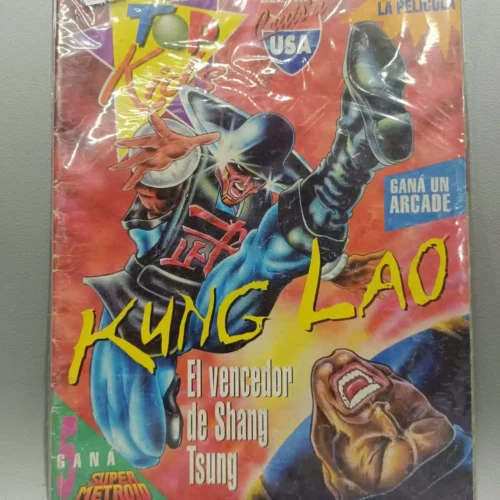 LA PELÍCULA
TOP
Kids
Cruisin
USA
GANÁ UN
ARCADE
KUNG LAO
El vencedor
de Shang
Tsung
5
GANÁ
SUPER
METROID